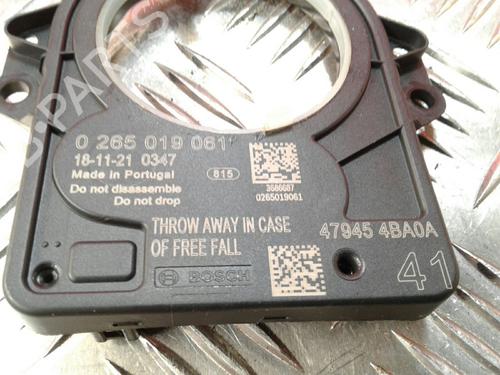 0 265 019 061
18-11-21 0347
Made in Portugal
815
Do not disassemble
Do not drop
3686687
0265019061
THROW AWAY IN CASE
OF FREE FALL
47945 4BA0A
BOSCH
41